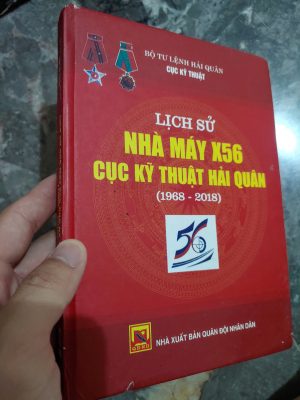 BỘ TƯ LỆNH HẢI QUÂN
CỤC KỸ THUẬT
LỊCH SỬ
NHÀ MÁY X56
CỤC KỸ THUẬT HẢI QUÂN
(1968 - 2018)
56
QĐND
NHÀ XUẤT BẢN QUÂN ĐỘI NHÂN DÂN